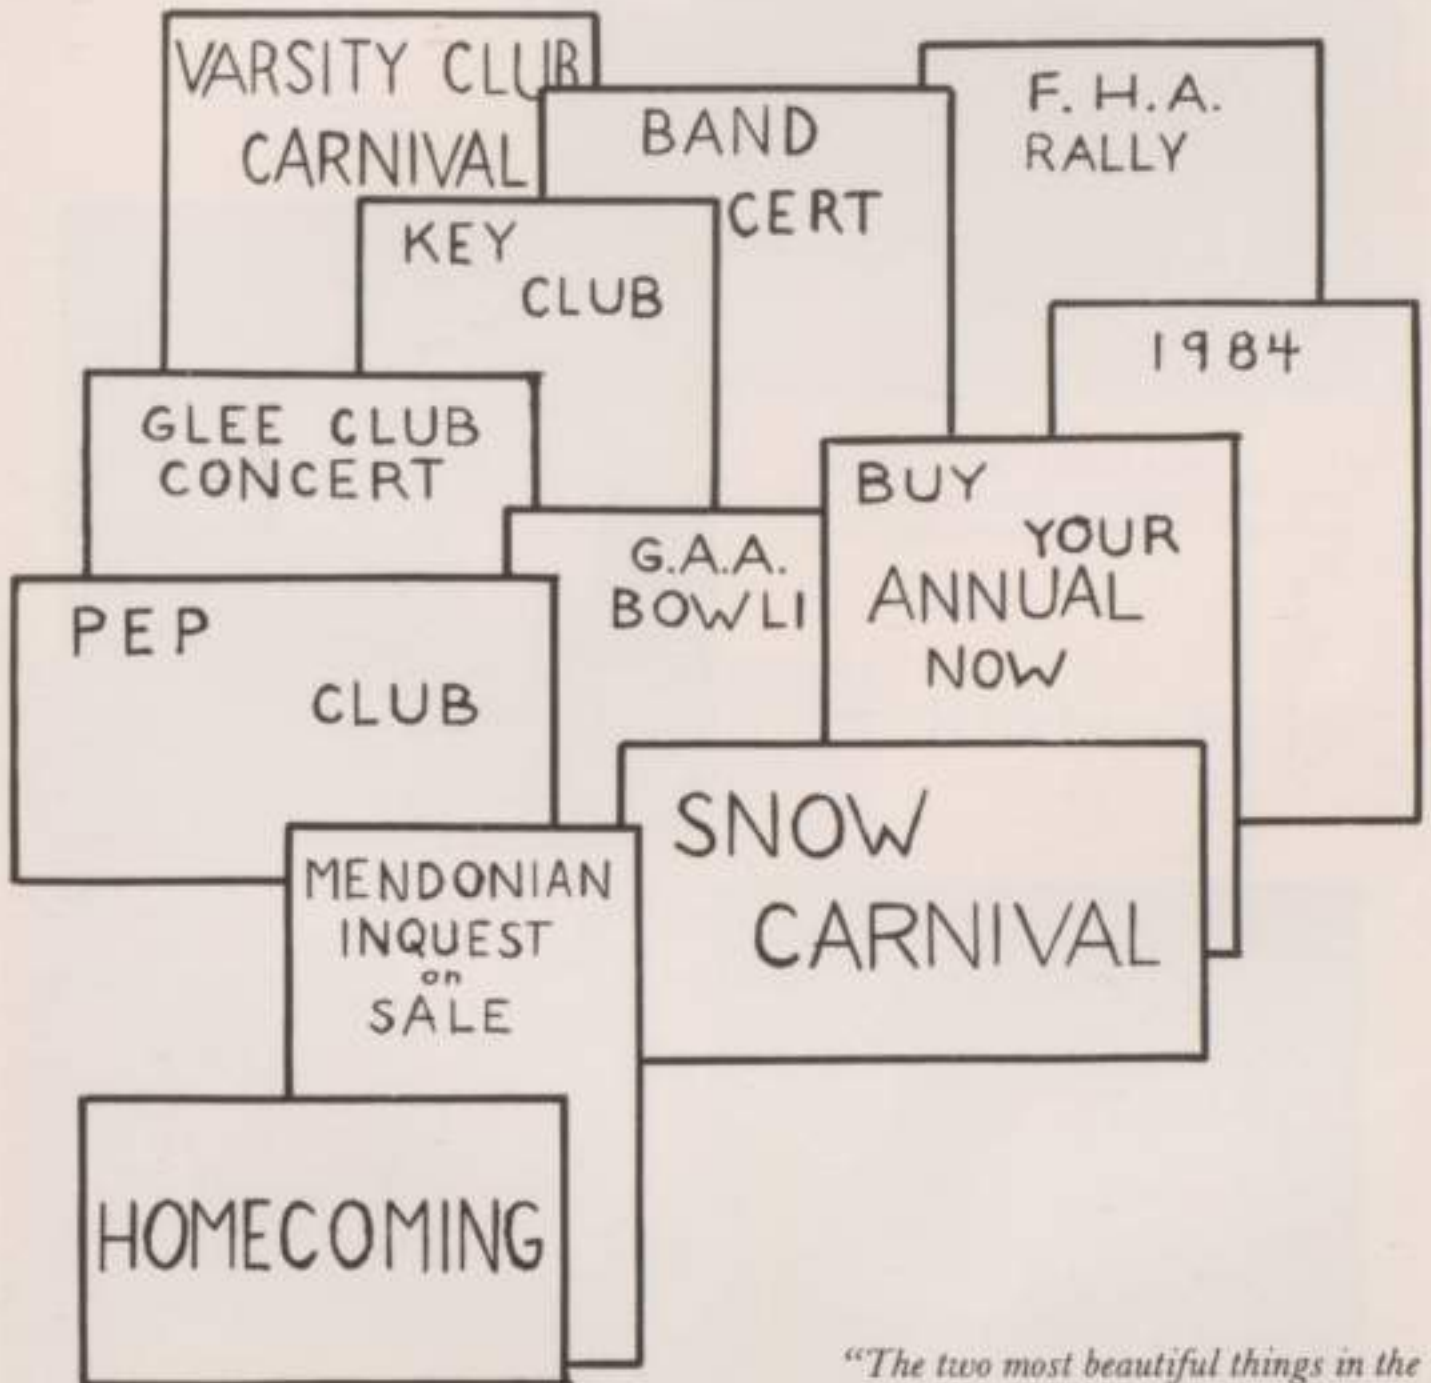 VARSITY CLUB
CARNIVAL
BAND
CERT
F. H. A.
RALLY
KEY
CLUB
1984
GLEE CLUB
CONCERT
BUY
YOUR
ANNUAL
NOW
G.A.A.
BOWLI
PEP
CLUB
SNOW
CARNIVAL
MENDONIAN
INQUEST
on
SALE
HOMECOMING
“The two most beautiful things in the